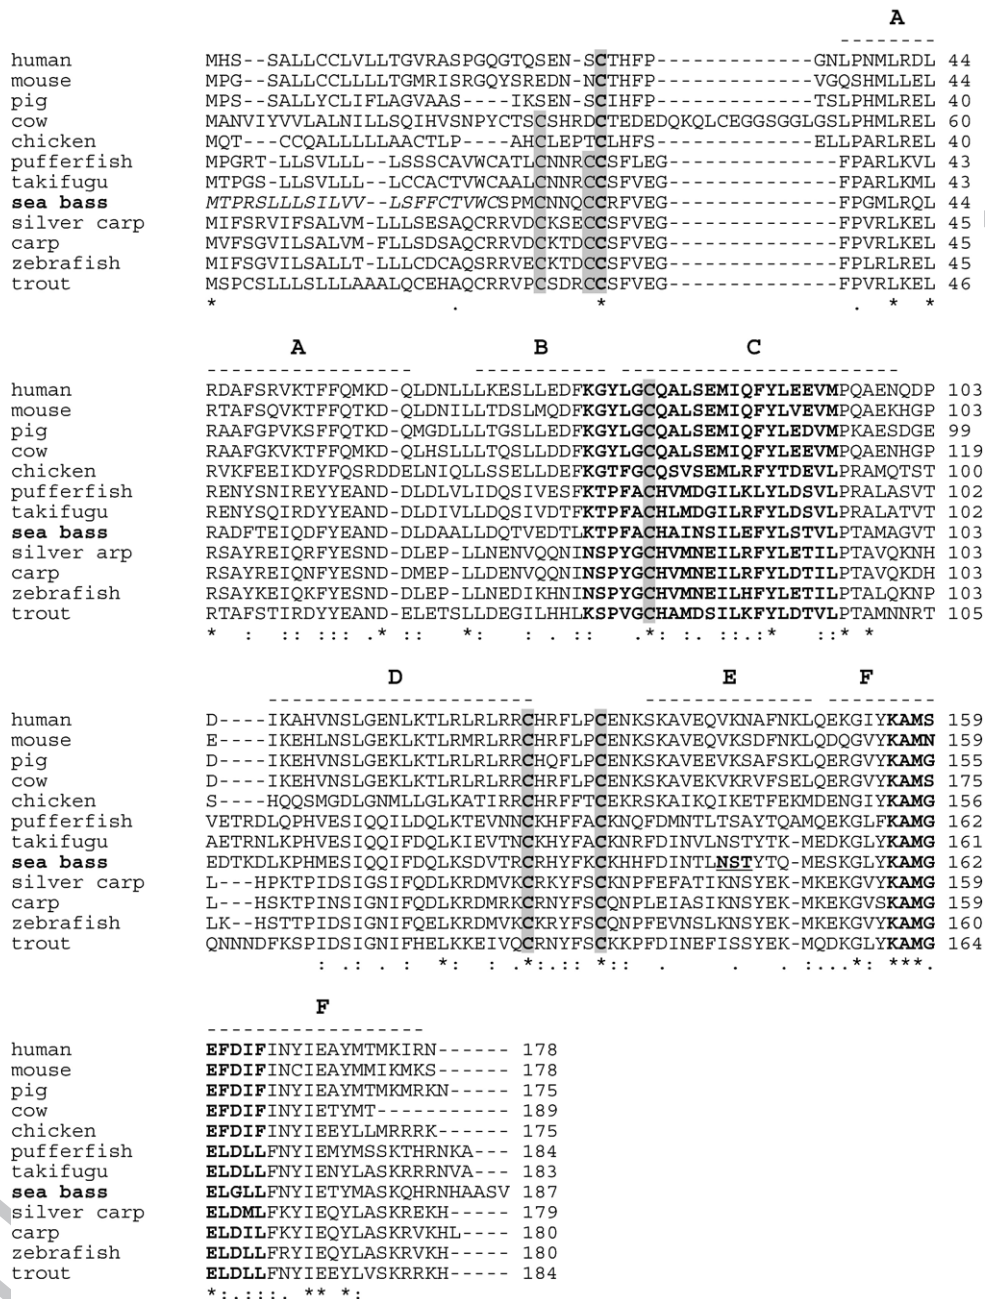 A
--------
human MHS--SALLCCLVLLTGVRASPGQGTQSEN-SCTHFP-------------GNLPNMLRDL 44
mouse MPG--SALLCCLLLLTGMRISRGQYSREDN-NCTHFP-------------VGQSHMLLEL 44
pig MPS--SALLYCLIFLAGVAAS----IKSEN-SCIHFP-------------TSLPHMLREL 40
cow MANVIYVVLALNILLSQIHVSNPYCTSCSHRDCTEDEDQKQLCEGGSGGLGSLPHMLREL 60
chicken MQT---CCQALLLLLAACTLP----AHCLEPTCLHFS-------------ELLPARLREL 40
pufferfish MPGRT-LLSVLLL-LSSSCAVWCATLCNNRCCSFLEG--------------FPARLKVL 43
takifugu MTPGS-LLSVLLL--LCCACTVWCAALCNNRCCSFVEG--------------FPARLKML 43
sea bass MTPRSLLLSILVV--LSFFCTVWCSPMCNNQCCRFVEG--------------FPGMLRQL 44
silver carp MIFSRVIFSALVM-LLLSESAQCRRVDCKSECCSFVEG--------------FPVRLKEL 45
carp MVFSGVILSALVM-FLLSDSAQCRRVDCKTDCCSFVEG--------------FPVRLKEL 45
zebrafish MIFSGVILSALLT-LLLCDCAQSRRVECKTDCCSFVEG--------------FPLRLREL 45
trout MSPCSLLLSLLLAAALQCEHAQCRRVPCSDRCCSFVEG--------------FPVRLKEL 46
* . * . * *
A B C
----------------- ----------- -----------------------
human RDAFSRVKTFFQMKD-QLDNLLLKESLLEDFKGYLGCQALSEMIQFYLEEVMPQAENQDP 103
mouse RTAFSQVKTFFQTKD-QLDNILLTDSLMQDFKGYLGCQALSEMIQFYLVEVMPQAEKHGP 103
pig RAAFGPVKSFFQTKD-QMGDLLLTGSLLEDFKGYLGCQALSEMIQFYLEDVMPKAESDGE 99
cow RAAFGKVKTFFQMKD-QLHSLLLTQSLLDDFKGYLGCQALSEMIQFYLEEVMPQAENHGP 119
chicken RVKFEEIKDYFQSRDDELNIQLLSSELLDEFKGTFGCQSVSEMLRFYTDEVLPRAMQTST 100
pufferfish RENYSNIREYYEAND-DLDLVLIDQSIVESFKTPFACHVMDGILKLYLDSVLPRALASVT 102
takifugu RENYSQIRDYYEAND-DLDTVLLDQSIVDTFKTPFACHLMDGILKFYLDSVLPRALATVT 102
sea bass RADFTEIQDFYEAND-DLDAALLDQTVEDTLKTPFACHAINSILEFYLSTVLPTAMAGVT 103
silver arp RSAYREIQRFYESND-DLEP-LLNENVQQNINSPYGCHVMNEILRFYLETILPTAVQKNH 103
carp RSAYREIQNFYESND-DMEP-LLDENVQQNINSPYGCHVMNEILRFYLDTILPTAVQKDH 103
zebrafish RSAYKEIQKFYESND-DLEP-LLNEDIKHNINSPYGCHVMNEILHFYLETILPTALQKNP 103
trout RTAFSTIRDYYEAND-ELETSLLDEGILHHLKSPVGCHAMDSILKFYLDTVLPTAMNNRT 105
* : :: ::: .* :: *: : . :: :*: . ::.:* ::* *
D E F
---------------------- ------------- ---------
human D----IKAHVNSLGENLKTLRLRLRRCHRFLPCENKSKAVEQVKNAFNKLQEKGIYKAMS 159
mouse E----IKEHLNSLGEKLKTLRMRLRRCHRFLPCENKSKAVEQVKSDFNKLQDQGVYKAMN 159
pig D----IKEHVNSLGEKLKTLRLRLRRCHQFLPCENKSKAVEEVKSAFSKLQERGVYKAMG 155
cow D----IKEHVNSLGEKLKTLRLRLRRCHRFLPCENKSKAVEKVKRVFSELQERGVYKAMS 175
chicken S----HQQSMGDLGNMLLGLKATIRRCHRFFTCEKRSKAIKQIKETFEKMDENGIYKAMG 156
pufferfish VETRDLQPHVESIQQILDQLKTEVNNCKHFFACKNQFDMNTLTSAYTQAMQEKGLFKAMG 162
takifugu AETRNLKPHVESIQQIFDQLKIEVTNCKHYFACKNRFDINVLNSTYTK-MEDKGLYKAMG 161
sea bass EDTKDLKPHMESIQQIFDQLKSDVTRCRHYFKCKHHFDINTLNSTYTQ-MESKGLYKAMG 162
silver carp L---HPKTPIDSIGSIFQDLKRDMVKCRKYFSCKNPFEFATIKNSYEK-MKEKGVYKAMG 159
carp L---HSKTPINSIGNIFQDLKRDMRKCRNYFSCQNPLEIASIKNSYEK-MKEKGVSKAMG 159
zebrafish LK--HSTTPIDSIGNIFQELKRDMVKCKRYFSCQNPFEVNSLKNSYEK-MKEKGVYKAMG 160
trout QNNNDFKSPIDSIGNIFHELKKEIVQCRNYFSCKKPFDINEFISSYEK-MQDKGLYKAMG 164
: .: . *: : .*:.::*:: . . . :...*: ***.
F
------------------
human EFDIFINYIEAYMTMKIRN------ 178
mouse EFDIFINCIEAYMMIKMKS------ 178
pig EFDIFINYIEAYMTMKMRKN----- 175
cow EFDIFINYIETYMT----------- 189
chicken EFDIFINYIEEYLLMRRRK------ 175
pufferfish ELDLLFNYIEMYMSSKTHRNKA--- 184
takifugu ELDLLFNYIENYLASKRRRNVA--- 183
sea bass ELGLLFNYIETYMASKQHRNHAASV 187
silver carp ELDMLFKYIEQYLASKREKH----- 179
carp ELDILFKYIEQYLASKRVKHL---- 180
zebrafish ELDLLFRYIEQYLASKRVKH----- 180
trout ELDLLFNYIEEYLVSKRRKH----- 184
*:.:::. ** *: